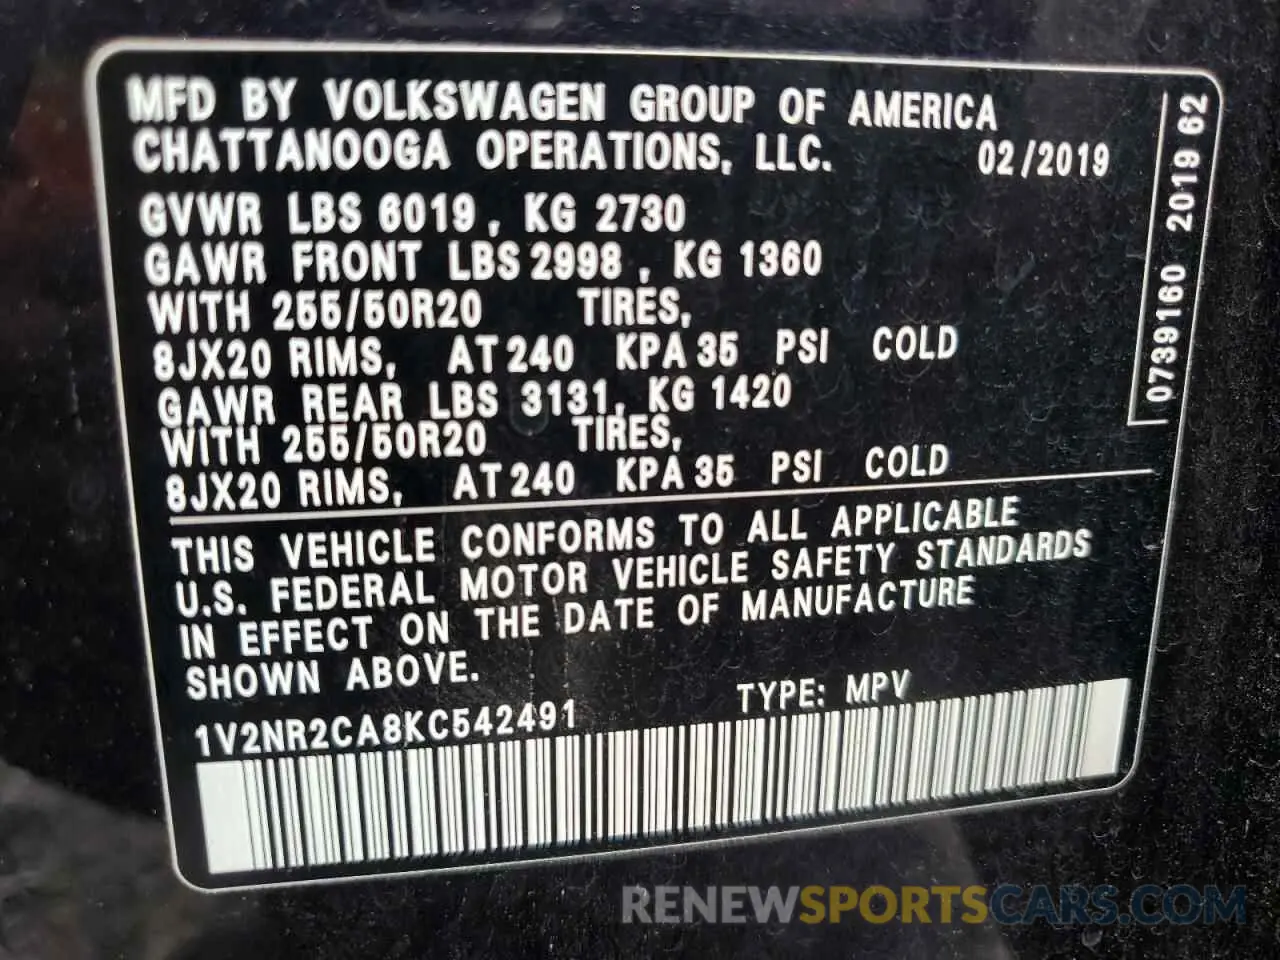 MFD BY VOLKSWAGEN GROUP OF AMERICA
CHATTANOOGA OPERATIONS, LLC. 02/2019
GVWR LBS 6019, KG 2730
GAWR FRONT LBS 2998, KG 1360
WITH 255/50R20 TIRES,
8JX20 RIMS, AT 240 KPA 35 PSI COLD
GAWR REAR LBS 3131, KG 1420
WITH 255/50R20 TIRES,
8JX20 RIMS, AT 240 KPA 35 PSI COLD
THIS VEHICLE CONFORMS TO ALL APPLICABLE
U.S. FEDERAL MOTOR VEHICLE SAFETY STANDARDS
IN EFFECT ON THE DATE OF MANUFACTURE
SHOWN ABOVE.
1V2NR2CA8KC542491 TYPE: MPV
0739160 2019 62
RENEWSPORTSCARS.COM